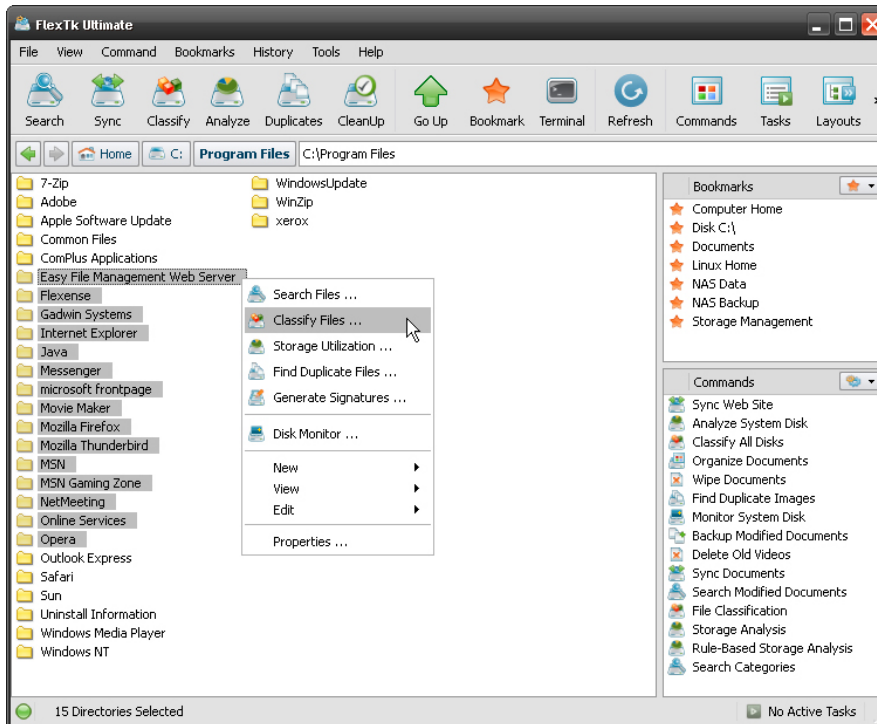 FlexTk Ultimate
File View Command Bookmarks History Tools Help
Search Sync Classify Analyze Duplicates CleanUp Go Up Bookmark Terminal Refresh Commands Tasks Layouts
Home C: Program Files C:\Program Files
7-Zip
Adobe
Apple Software Update
Common Files
ComPlus Applications
Easy File Management Web Server
Flexense
Gadwin Systems
Internet Explorer
Java
Messenger
microsoft frontpage
Movie Maker
Mozilla Firefox
Mozilla Thunderbird
MSN
MSN Gaming Zone
NetMeeting
Online Services
Opera
Outlook Express
Safari
Sun
Uninstall Information
Windows Media Player
Windows NT
WindowsUpdate
WinZip
xerox
Search Files ...
Classify Files ...
Storage Utilization ...
Find Duplicate Files ...
Generate Signatures ...
Disk Monitor ...
New
View
Edit
Properties ...
Bookmarks
Computer Home
Disk C:\
Documents
Linux Home
NAS Data
NAS Backup
Storage Management
Commands
Sync Web Site
Analyze System Disk
Classify All Disks
Organize Documents
Wipe Documents
Find Duplicate Images
Monitor System Disk
Backup Modified Documents
Delete Old Videos
Sync Documents
Search Modified Documents
File Classification
Storage Analysis
Rule-Based Storage Analysis
Search Categories
15 Directories Selected
No Active Tasks